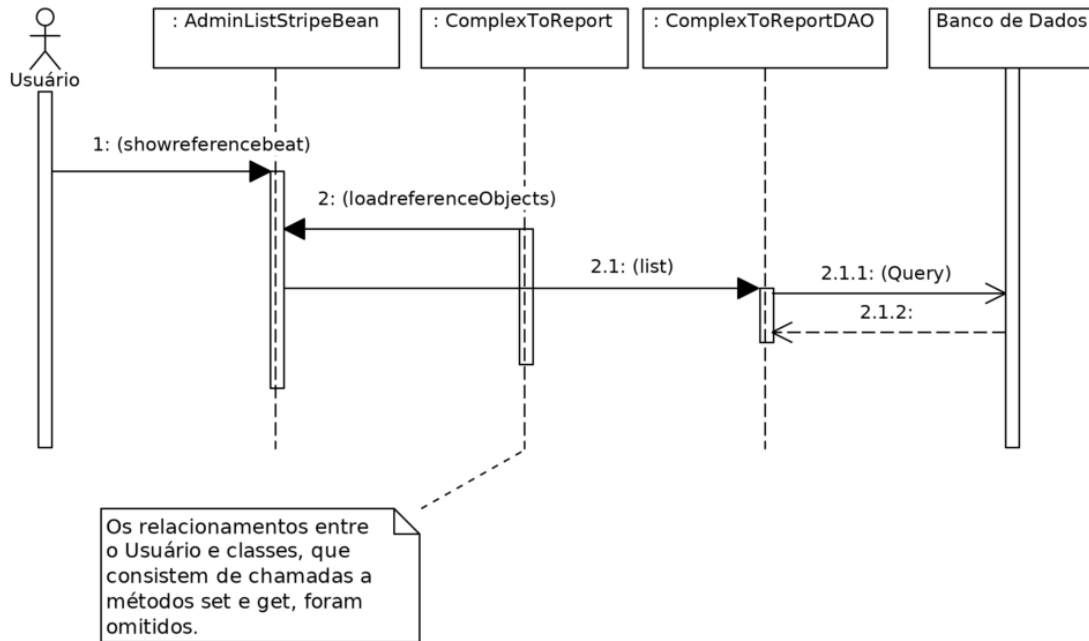 : AdminListStripeBean
: ComplexToReport
: ComplexToReportDAO
Banco de Dados
Usuário
1: (showreferencebeat)
2: (loadreferenceObjects)
2.1: (list)
2.1.1: (Query)
2.1.2:
Os relacionamentos entre
o Usuário e classes, que
consistem de chamadas a
métodos set e get, foram
omitidos.